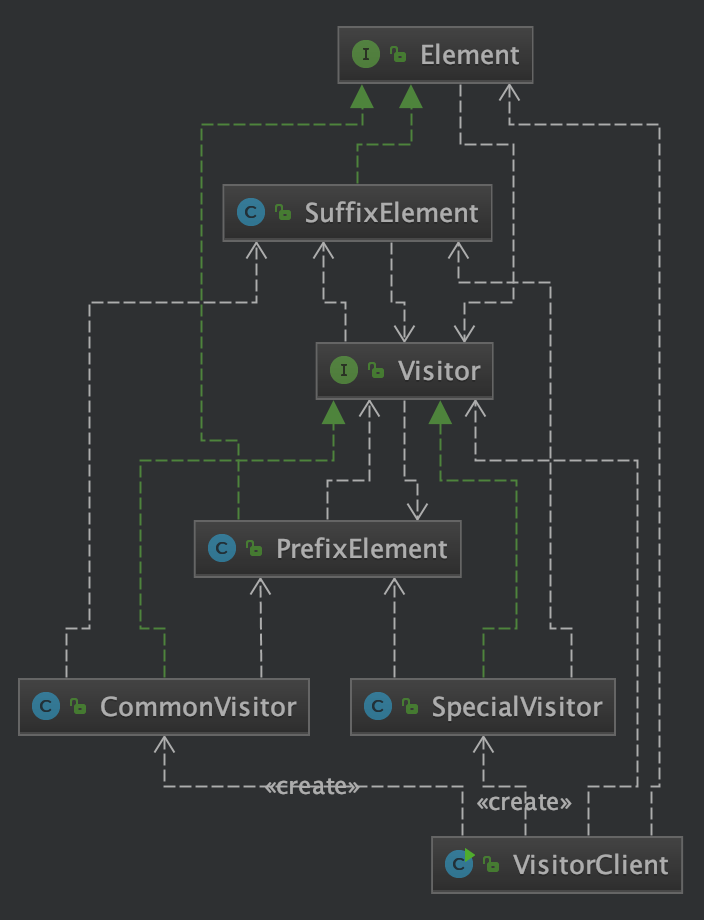 I Element
C SuffixElement
I Visitor
C PrefixElement
C CommonVisitor
C SpecialVisitor
«create»
«create»
C VisitorClient